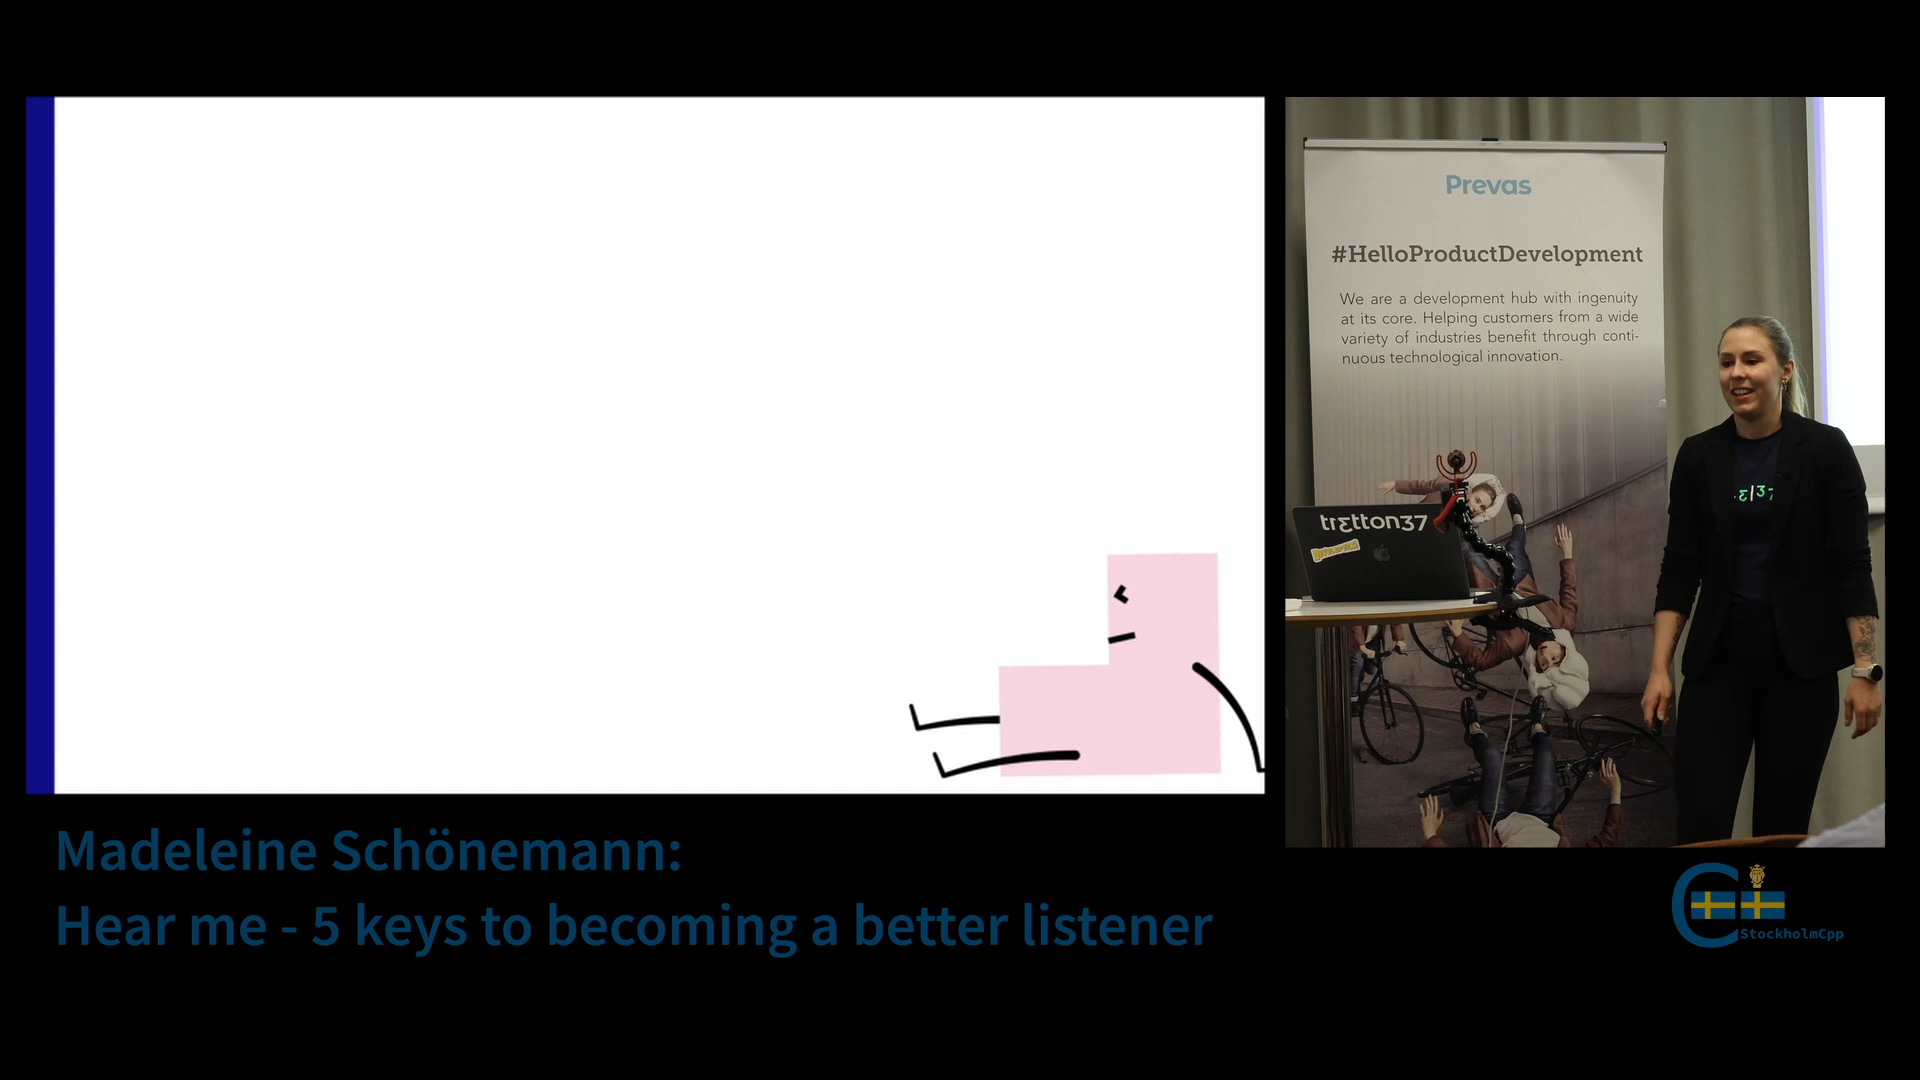 Prevas
#HelloProductDevelopment
We are a development hub with ingenuity
at its core. Helping customers from a wide
variety of industries benefit through conti-
nuous technological innovation.
trɛtton37
Madeleine Schönemann:
Hear me - 5 keys to becoming a better listener
StockholmCpp